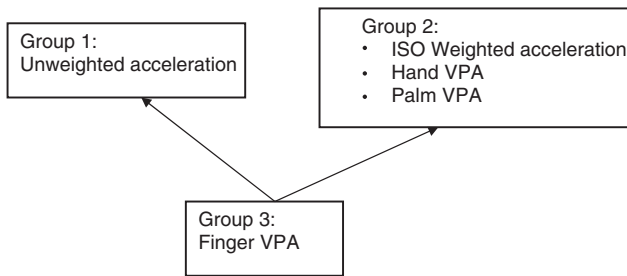 Group 1:
Unweighted acceleration
Group 2:
• ISO Weighted acceleration
• Hand VPA
• Palm VPA
Group 3:
Finger VPA